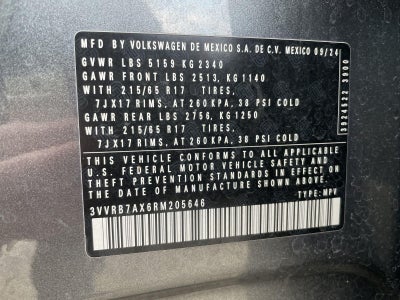 MFD BY VOLKSWAGEN DE MEXICO S.A. DE C.V. MEXICO 09/24
GVWR LBS 5159 KG 2340
GAWR FRONT LBS 2513, KG 1140
WITH 215/65 R17 TIRES,
7JX17 RIMS, AT 260 KPA, 38 PSI COLD
GAWR REAR LBS 2756, KG 1250
WITH 215/65 R17 TIRES,
7JX17 RIMS, AT 260 KPA, 38 PSI COLD
THIS VEHICLE CONFORMS TO ALL APPLICABLE
U.S. FEDERAL MOTOR VEHICLE SAFETY AND
THEFT PREVENTION STANDARDS IN EFFECT ON
THE DATE OF MANUFACTURE SHOWN ABOVE.
3VVRB7AX6RM205646 TYPE: MPV
3924622 3900